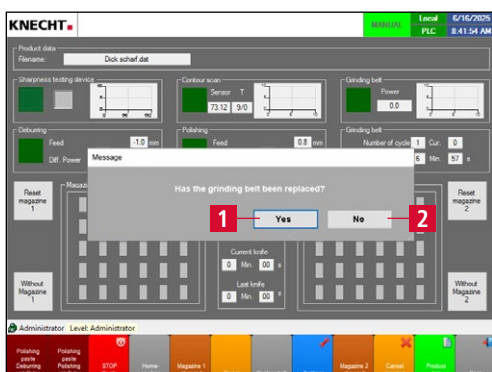 KNECHT
MANUAL
Local 6/16/2025
PLC 8:41:54 AM
Product data
Filename: Dick scharf.dat
Sharpness testing device
Contour scan
Sensor T
73.12 9/0
Grinding belt
Power
0.0
Deburring
Feed -1.0 mm
Diff. Power
Polishing
Feed 0.8 mm
Grinding belt
Number of cycle 1 Cur. 0
6 Min. 57 s
Message
Has the grinding belt been replaced?
1 Yes No 2
Reset
magazine
1
Reset
magazine
2
Current knife
0 Min. 00 s
Last knife
0 Min. 00 s
Without
Magazine
1
Without
Magazine
2
Administrator Level: Administrator
Polishing
paste
Deburring
Polishing
paste
STOP
Home-
Magazine 1
Magazine 2
Cancel
Product